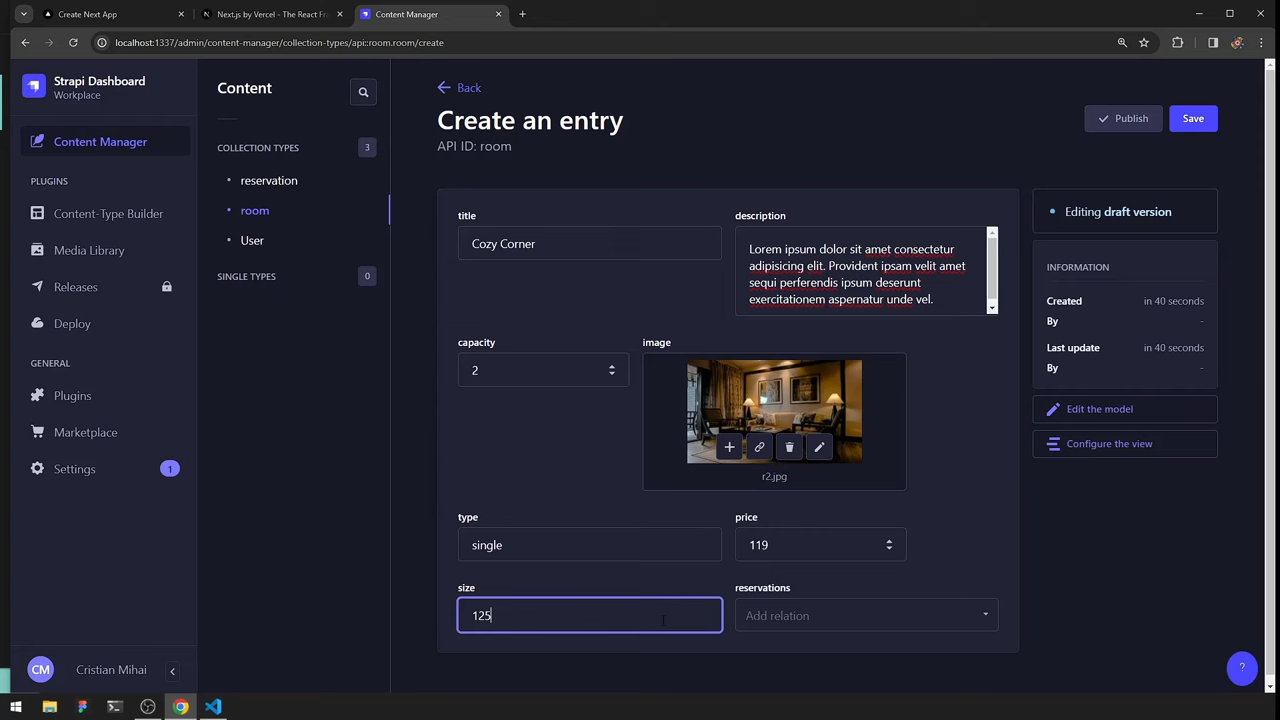 Create Next App
Next.js by Vercel - The React Fra
Content Manager
localhost:1337/admin/content-manager/collection-types/api::room.room/create
Strapi Dashboard
Workplace
Content Manager
PLUGINS
Content-Type Builder
Media Library
Releases
Deploy
GENERAL
Plugins
Marketplace
Settings
1
CM
Cristian Mihai
Content
COLLECTION TYPES
3
reservation
room
User
SINGLE TYPES
0
Back
Create an entry
API ID: room
Publish
Save
title
Cozy Corner
description
Lorem ipsum dolor sit amet consectetur
adipisicing elit. Provident ipsam velit amet
sequi perferendis ipsum deserunt
exercitationem aspernatur unde vel.
capacity
2
image
r2.jpg
type
single
price
119
size
125
reservations
Add relation
Editing draft version
INFORMATION
Created
in 40 seconds
By
-
Last update
in 40 seconds
By
-
Edit the model
Configure the view
?